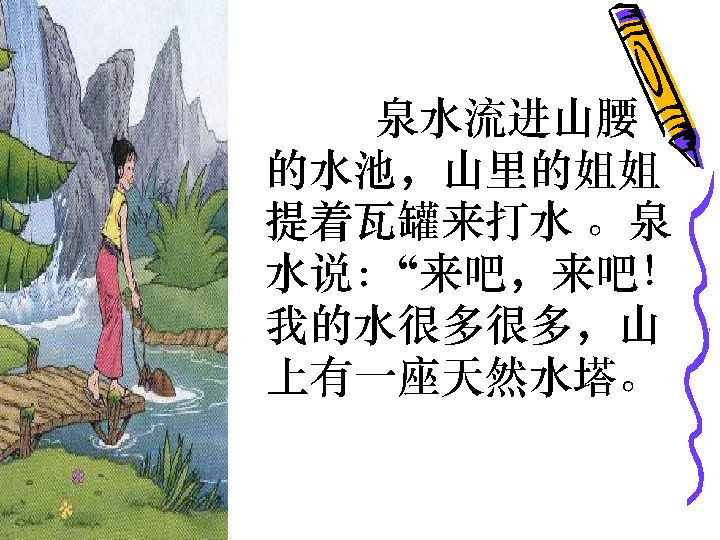 泉水流进山腰
的水池，山里的姐姐
提着瓦罐来打水 。泉
水说：“来吧，来吧！
我的水很多很多，山
上有一座天然水塔。